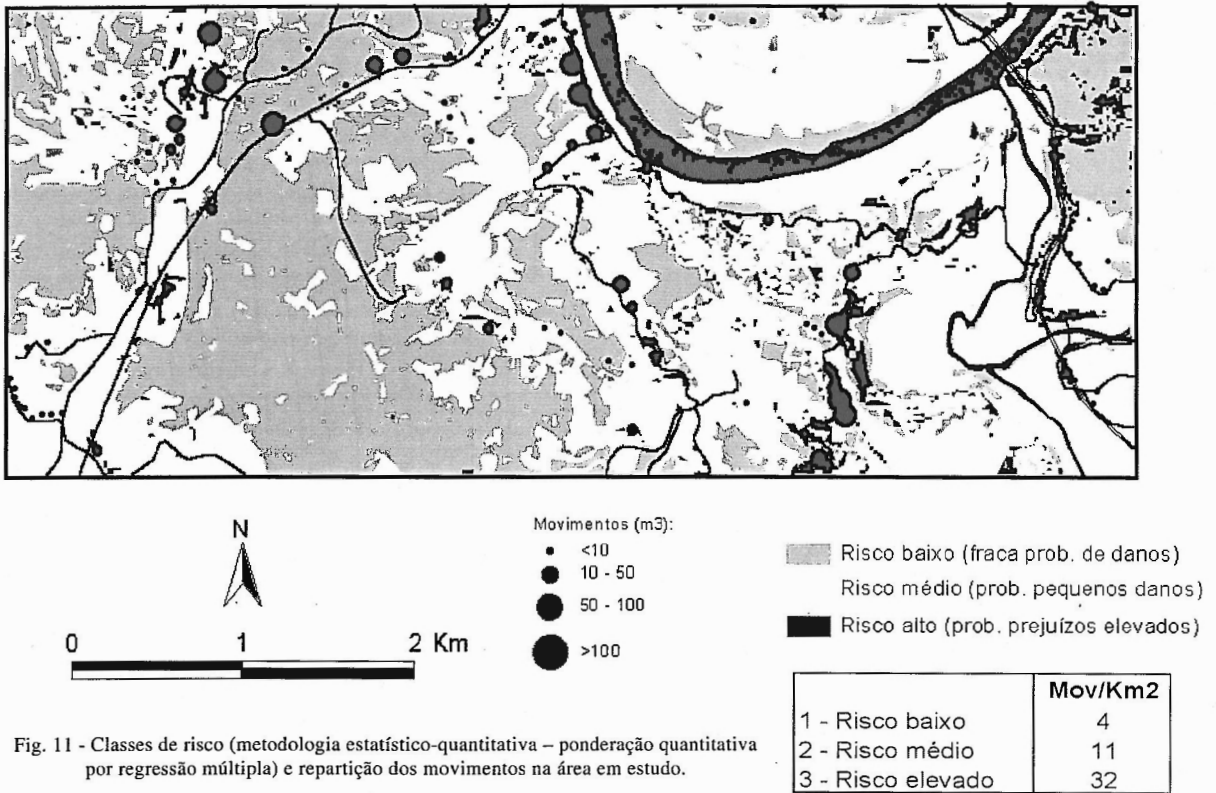 N
0 1 2 Km
Movimentos (m3):
<10
10 - 50
50 - 100
>100
Risco baixo (fraca prob. de danos)
Risco médio (prob. pequenos danos)
Risco alto (prob. prejuízos elevados)
Mov/Km2
1 - Risco baixo 4
2 - Risco médio 11
3 - Risco elevado 32
Fig. 11 - Classes de risco (metodologia estatístico-quantitativa – ponderação quantitativa
por regressão múltipla) e repartição dos movimentos na área em estudo.